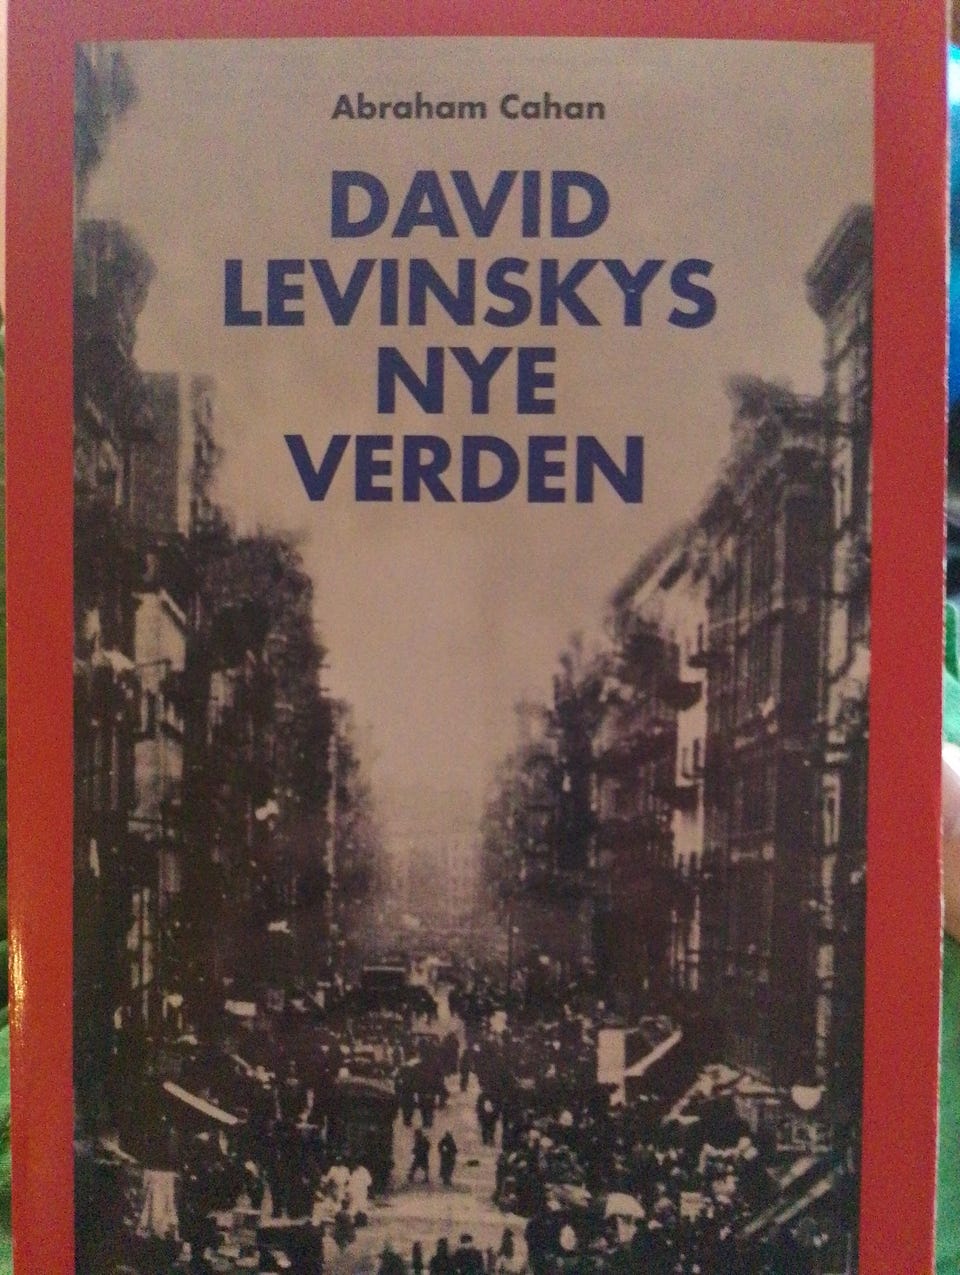 Abraham Cahan
DAVID
LEVINSKYS
NYE
VERDEN